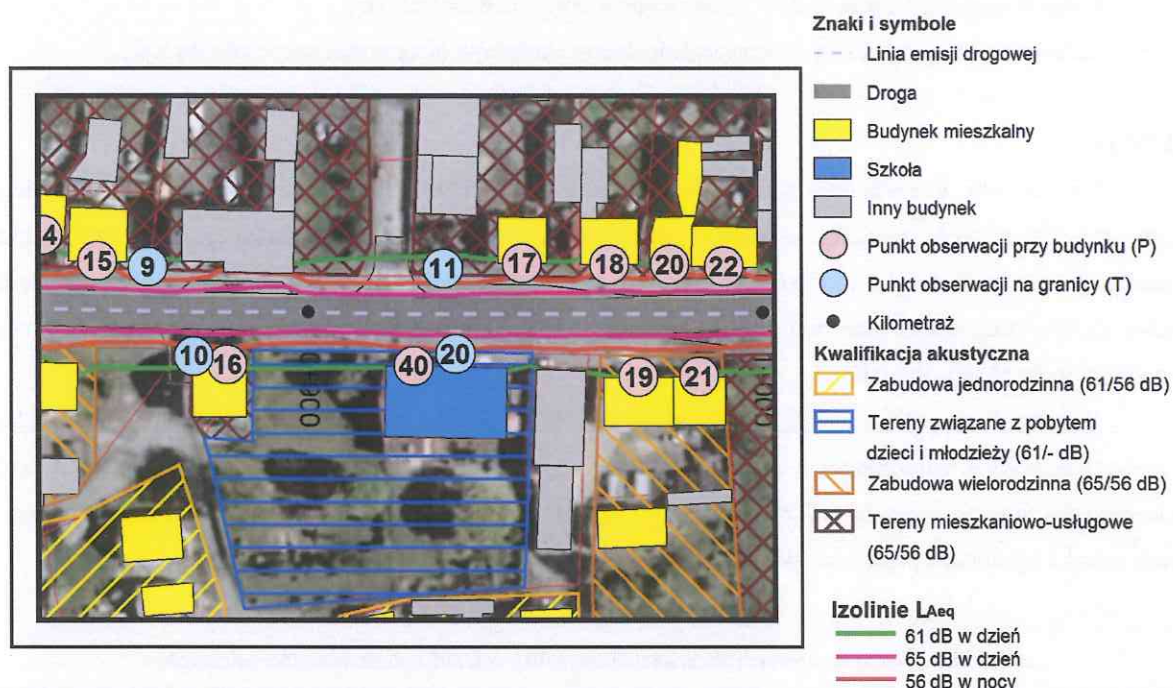 Znaki i symbole
Linia emisji drogowej
Droga
Budynek mieszkalny
Szkoła
Inny budynek
Punkt obserwacji przy budynku (P)
Punkt obserwacji na granicy (T)
Kilometraż
Kwalifikacja akustyczna
Zabudowa jednorodzinna (61/56 dB)
Tereny związane z pobytem
dzieci i młodzieży (61/- dB)
Zabudowa wielorodzinna (65/56 dB)
Tereny mieszkaniowo-usługowe
(65/56 dB)
Izolinie LAeq
61 dB w dzień
65 dB w dzień
56 dB w nocy
4
15
9
11
17
18
20
22
10
16
40
20
19
21